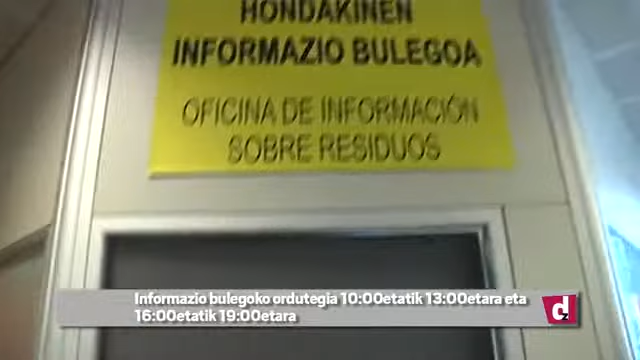 HONDAKINEN
INFORMAZIO BULEGOA
OFICINA DE INFORMACIÓN
SOBRE RESIDUOS
Informazio bulegoko ordutegia 10:00etatik 13:00etara eta
16:00etatik 19:00etara
dz